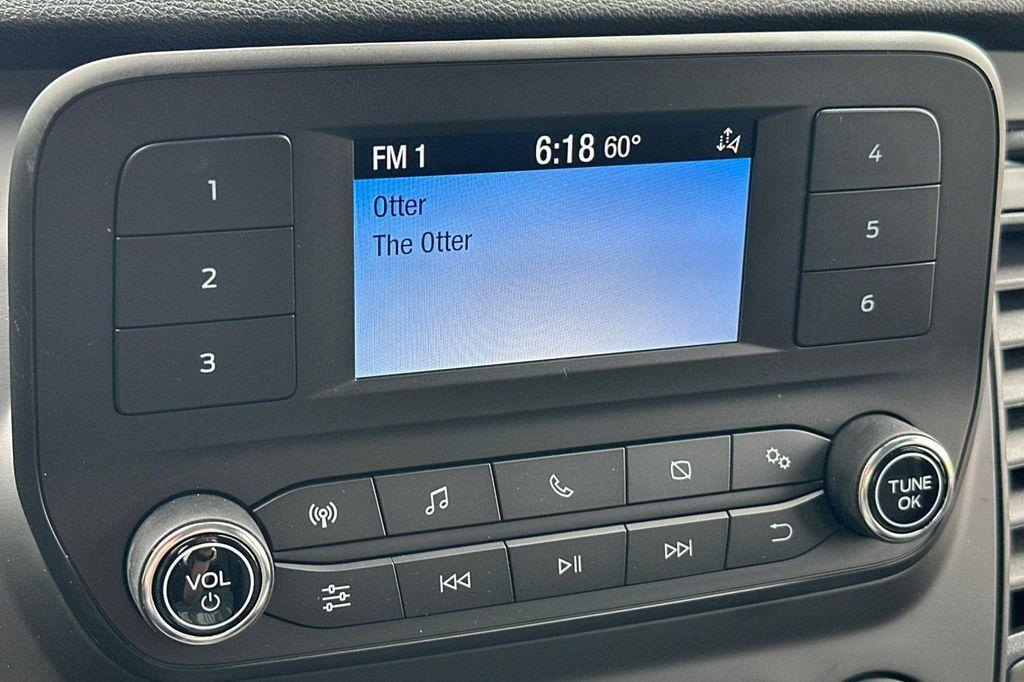 FM 1 6:18 60°
Otter
The Otter
1
2
3
4
5
6
VOL
TUNE
OK